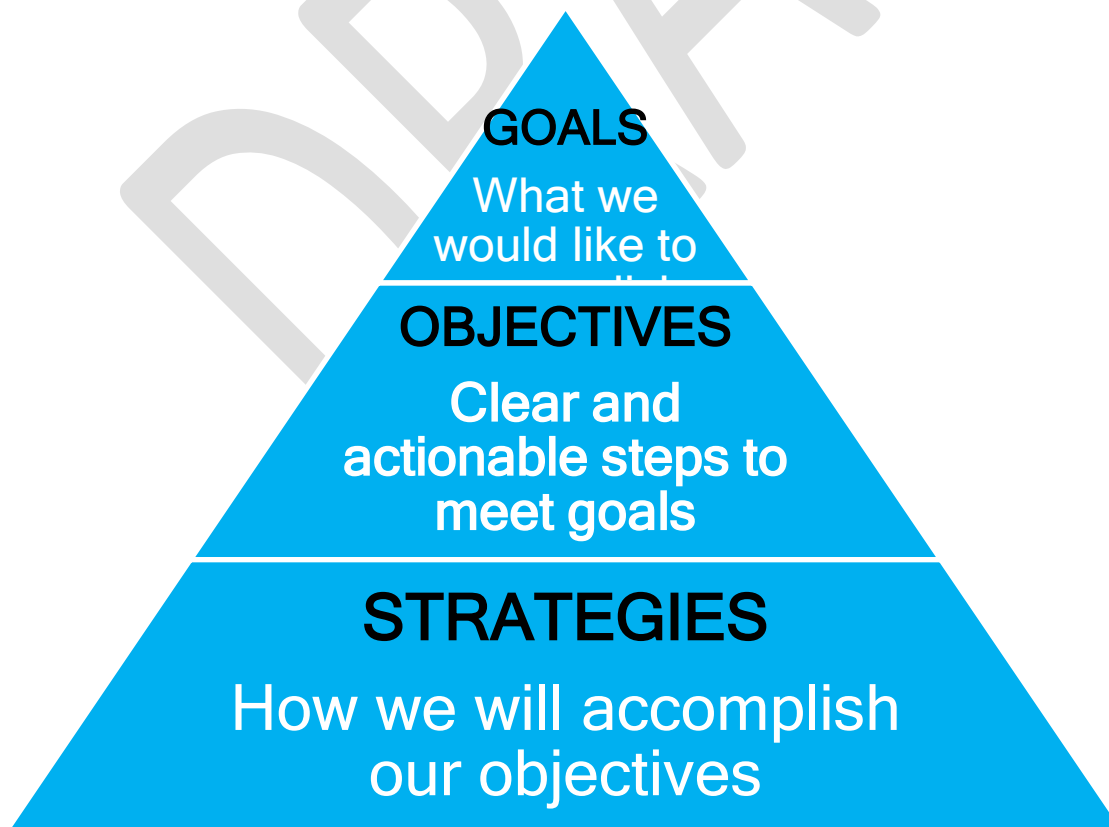 GOALS
What we
would like to
OBJECTIVES
Clear and
actionable steps to
meet goals
STRATEGIES
How we will accomplish
our objectives